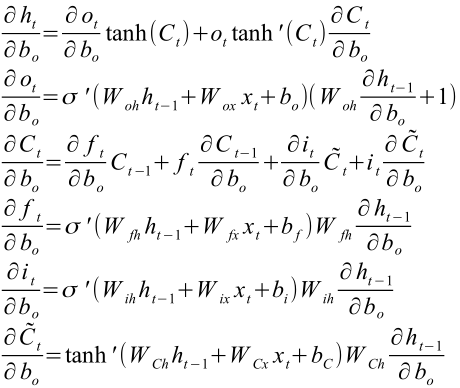 ∂h_t/∂b_o = ∂o_t/∂b_o tanh(C_t) + o_t tanh'(C_t) ∂C_t/∂b_o
∂o_t/∂b_o = σ'(W_oh h_{t-1} + W_ox x_t + b_o)(W_oh ∂h_{t-1}/∂b_o + 1)
∂C_t/∂b_o = ∂f_t/∂b_o C_{t-1} + f_t ∂C_{t-1}/∂b_o + ∂i_t/∂b_o C̃_t + i_t ∂C̃_t/∂b_o
∂f_t/∂b_o = σ'(W_fh h_{t-1} + W_fx x_t + b_f) W_fh ∂h_{t-1}/∂b_o
∂i_t/∂b_o = σ'(W_ih h_{t-1} + W_ix x_t + b_i) W_ih ∂h_{t-1}/∂b_o
∂C̃_t/∂b_o = tanh'(W_Ch h_{t-1} + W_Cx x_t + b_C) W_Ch ∂h_{t-1}/∂b_o